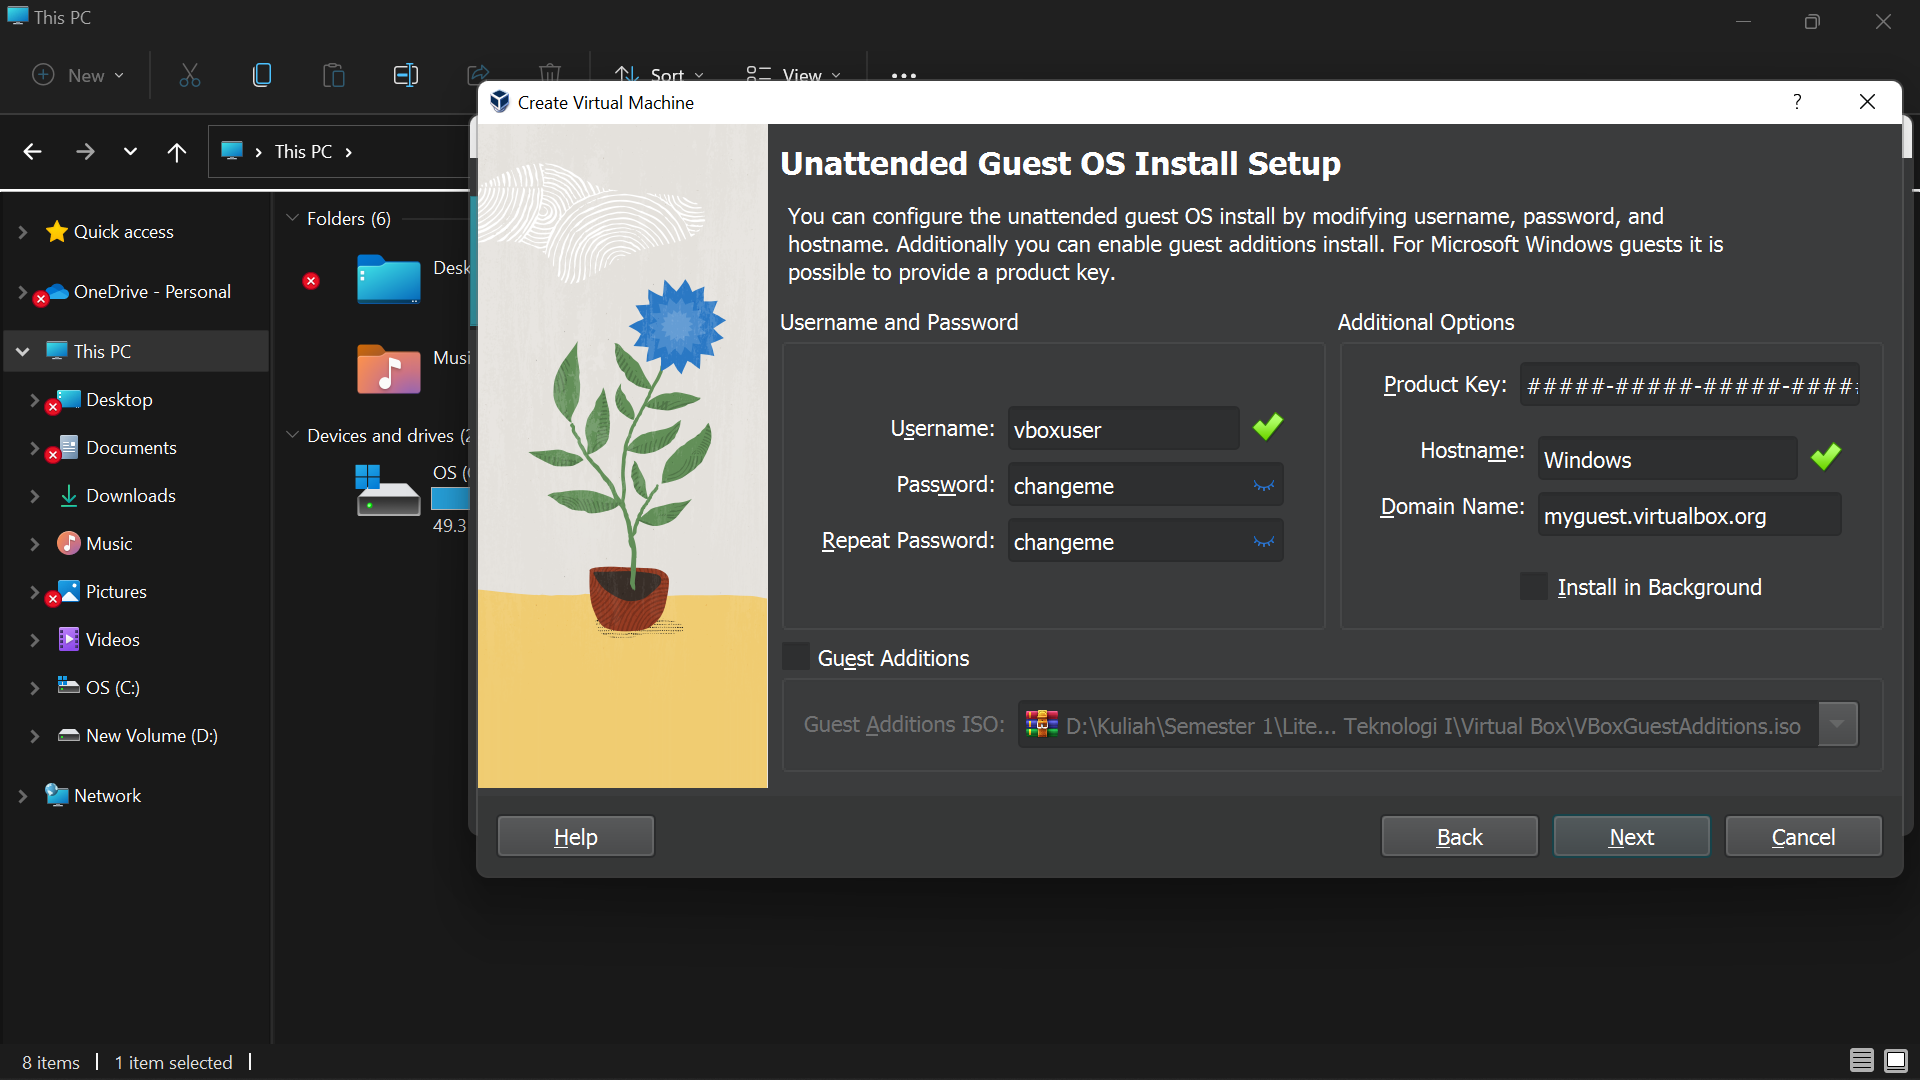 This PC
New
Sort
View
This PC
Quick access
OneDrive - Personal
This PC
Desktop
Documents
Downloads
Music
Pictures
Videos
OS (C:)
New Volume (D:)
Network
Folders (6)
Devices and drives
OS
49.3
Create Virtual Machine
?
Unattended Guest OS Install Setup
You can configure the unattended guest OS install by modifying username, password, and
hostname. Additionally you can enable guest additions install. For Microsoft Windows guests it is
possible to provide a product key.
Username and Password
Username: vboxuser
Password: changeme
Repeat Password: changeme
Additional Options
Product Key: #####-#####-#####-####
Hostname: Windows
Domain Name: myguest.virtualbox.org
Install in Background
Guest Additions
Guest Additions ISO: D:\Kuliah\Semester 1\Lite... Teknologi I\Virtual Box\VBoxGuestAdditions.iso
Help
Back
Next
Cancel
8 items
1 item selected